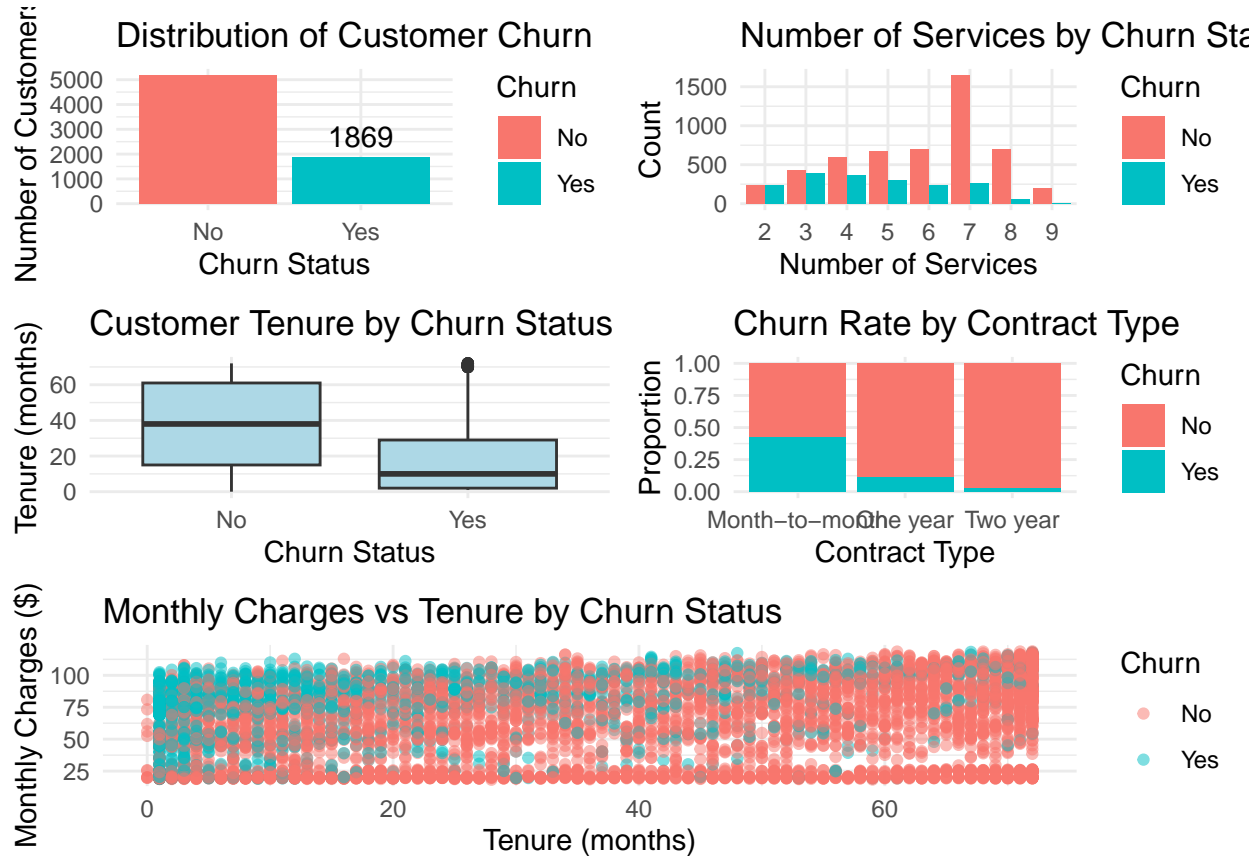 Distribution of Customer Churn
Number of Customers
5000
4000
3000
2000
1000
0
1869
No
Yes
Churn Status
Churn
No
Yes
Number of Services by Churn Sta
Count
1500
1000
500
0
2 3 4 5 6 7 8 9
Number of Services
Churn
No
Yes
Customer Tenure by Churn Status
Tenure (months)
60
40
20
0
No
Yes
Churn Status
Churn Rate by Contract Type
Proportion
1.00
0.75
0.50
0.25
0.00
Month−to−month
One year
Two year
Contract Type
Churn
No
Yes
Monthly Charges vs Tenure by Churn Status
Monthly Charges ($)
100
75
50
25
0
20
40
60
Tenure (months)
Churn
No
Yes